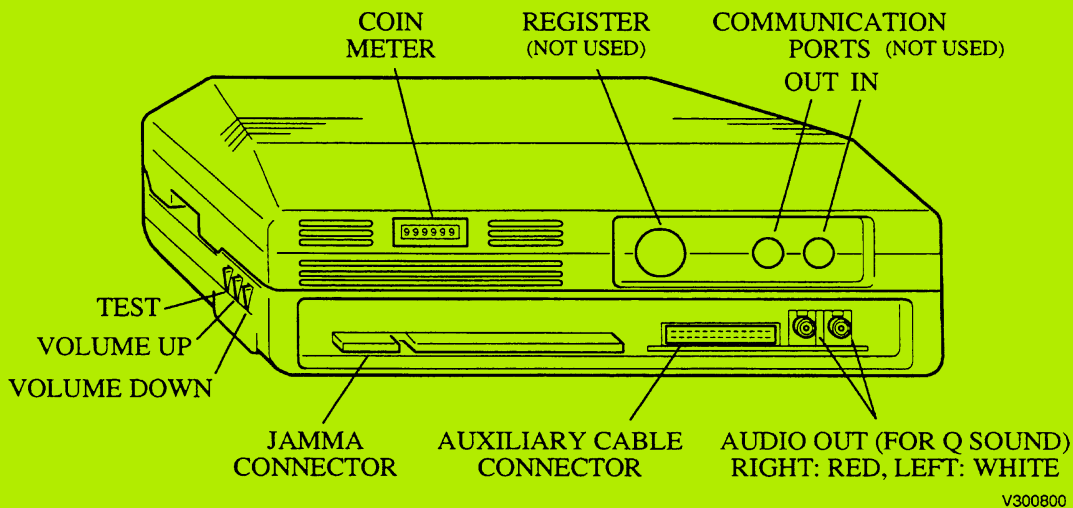 COIN
METER
REGISTER
(NOT USED)
COMMUNICATION
PORTS (NOT USED)
OUT IN
999999
TEST
VOLUME UP
VOLUME DOWN
JAMMA
CONNECTOR
AUXILIARY CABLE
CONNECTOR
AUDIO OUT (FOR Q SOUND)
RIGHT: RED, LEFT: WHITE
V300800